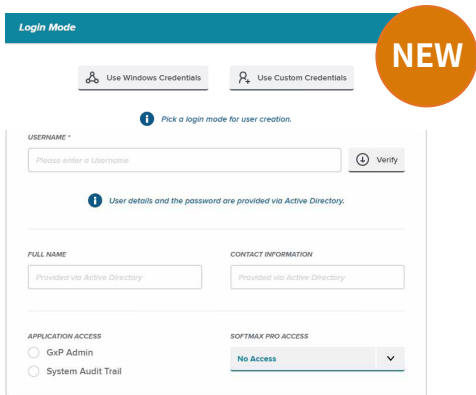 Login Mode
NEW
Use Windows Credentials
Use Custom Credentials
Pick a login mode for user creation.
USERNAME *
Please enter a Username
Verify
User details and the password are provided via Active Directory.
FULL NAME
CONTACT INFORMATION
Provided via Active Directory
Provided via Active Directory
APPLICATION ACCESS
SOFTMAX PRO ACCESS
GxP Admin
No Access
System Audit Trail